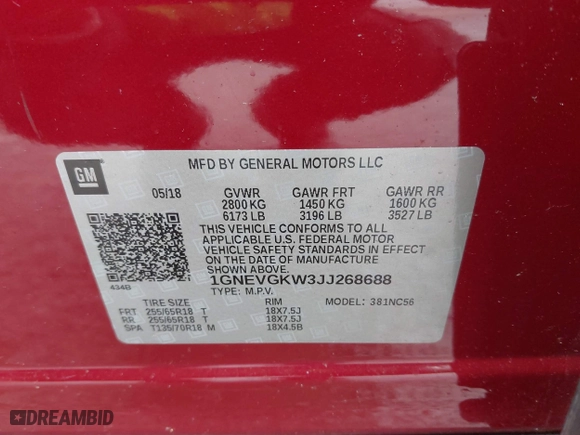 MFD BY GENERAL MOTORS LLC
GM
05/18 GVWR GAWR FRT GAWR RR
2800 KG 1450 KG 1600 KG
6173 LB 3196 LB 3527 LB
THIS VEHICLE CONFORMS TO ALL
APPLICABLE U.S. FEDERAL MOTOR
VEHICLE SAFETY STANDARDS IN EFFECT
ON THE DATE OF MANUFACTURE
SHOWN ABOVE.
1GNEVGKW3JJ268688
434B
TYPE: M.P.V.
TIRE SIZE RIM MODEL: 381NC56
FRT 255/65R18 T 18X7.5J
RR 255/65R18 T 18X7.5J
SPA T135/70R18 M 18X4.5B
DREAMBID